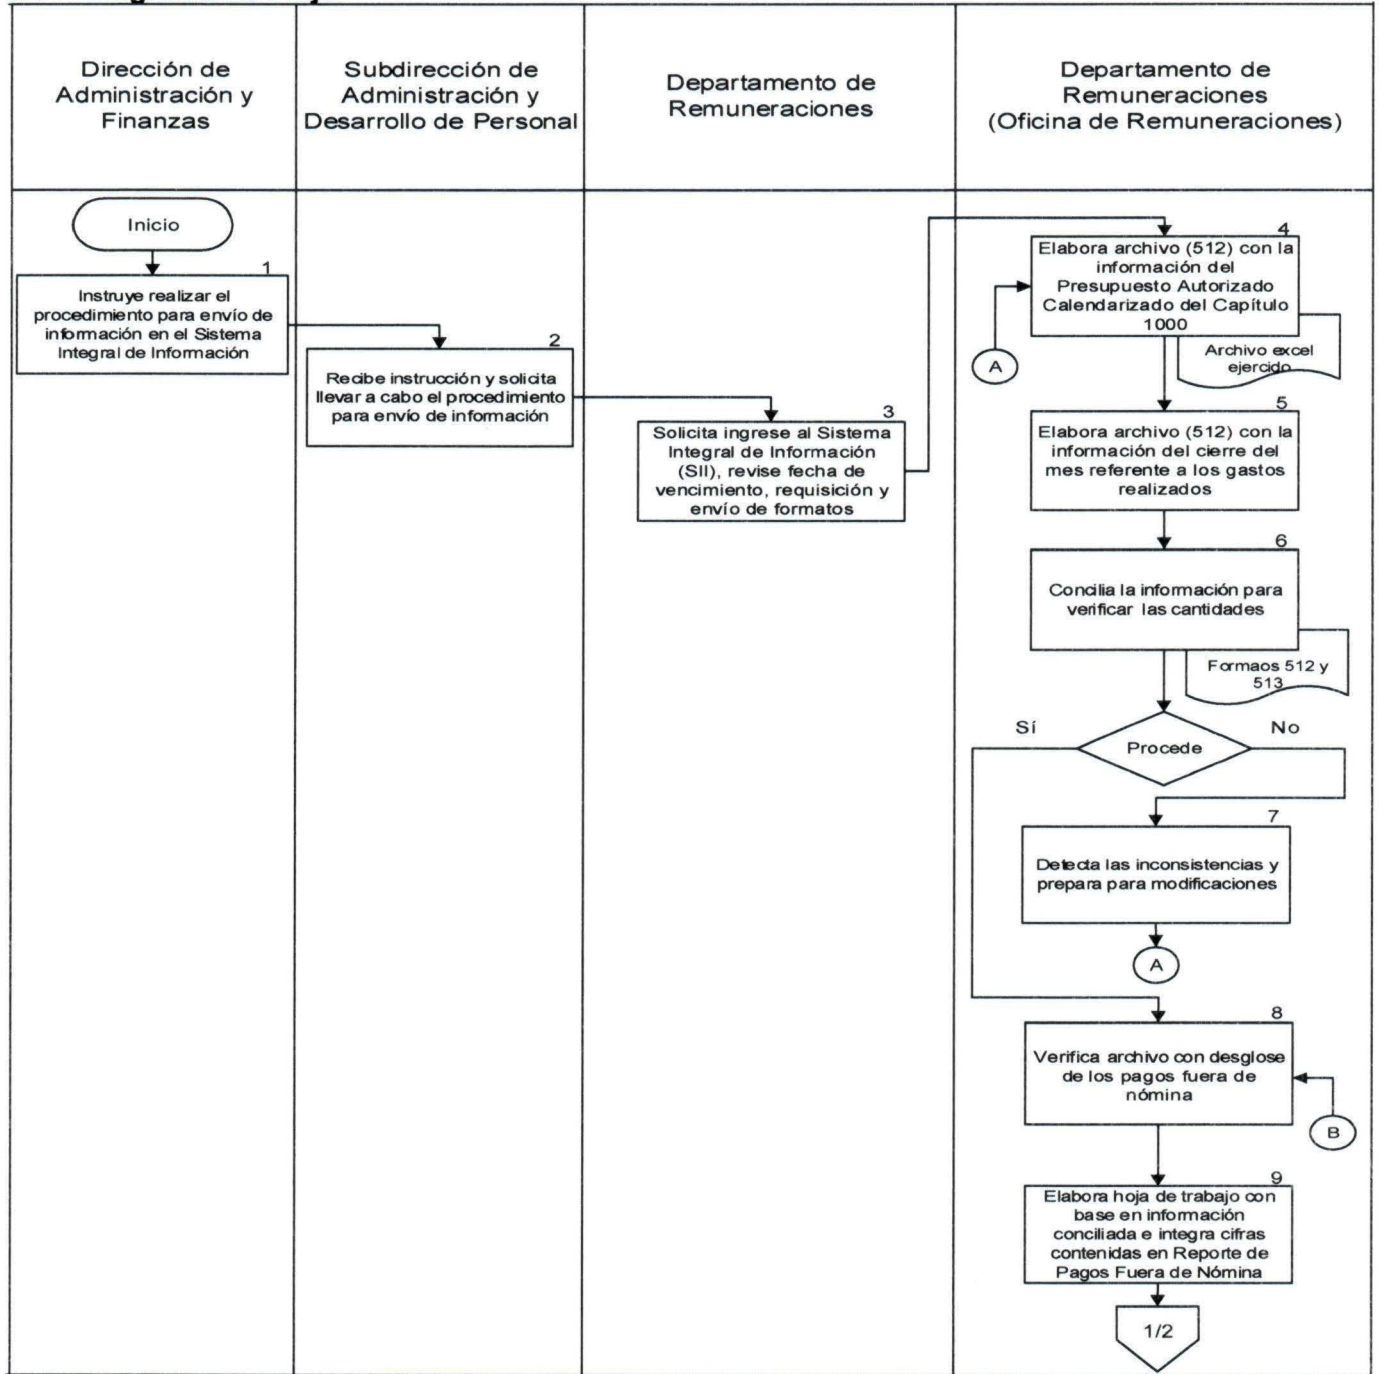 Dirección de
Administración y
Finanzas
Subdirección de
Administración y
Desarrollo de Personal
Departamento de
Remuneraciones
Departamento de
Remuneraciones
(Oficina de Remuneraciones)
Inicio
1
Instruye realizar el
procedimiento para envío de
información en el Sistema
Integral de Información
2
Recibe instrucción y solicita
llevar a cabo el procedimiento
para envío de información
3
Solicita ingrese al Sistema
Integral de Información
(SII), revise fecha de
vencimiento, requisición y
envío de formatos
4
Elabora archivo (512) con la
información del
Presupuesto Autorizado
Calendarizado del Capítulo
1000
Archivo excel
ejercido
A
5
Elabora archivo (512) con la
información del cierre del
mes referente a los gastos
realizados
6
Concilia la información para
verificar las cantidades
Formaos 512 y
513
Sí
Procede
No
7
Detecta las inconsistencias y
prepara para modificaciones
A
8
Verifica archivo con desglose
de los pagos fuera de
nómina
B
9
Elabora hoja de trabajo con
base en información
conciliada e integra cifras
contenidas en Reporte de
Pagos Fuera de Nómina
1/2